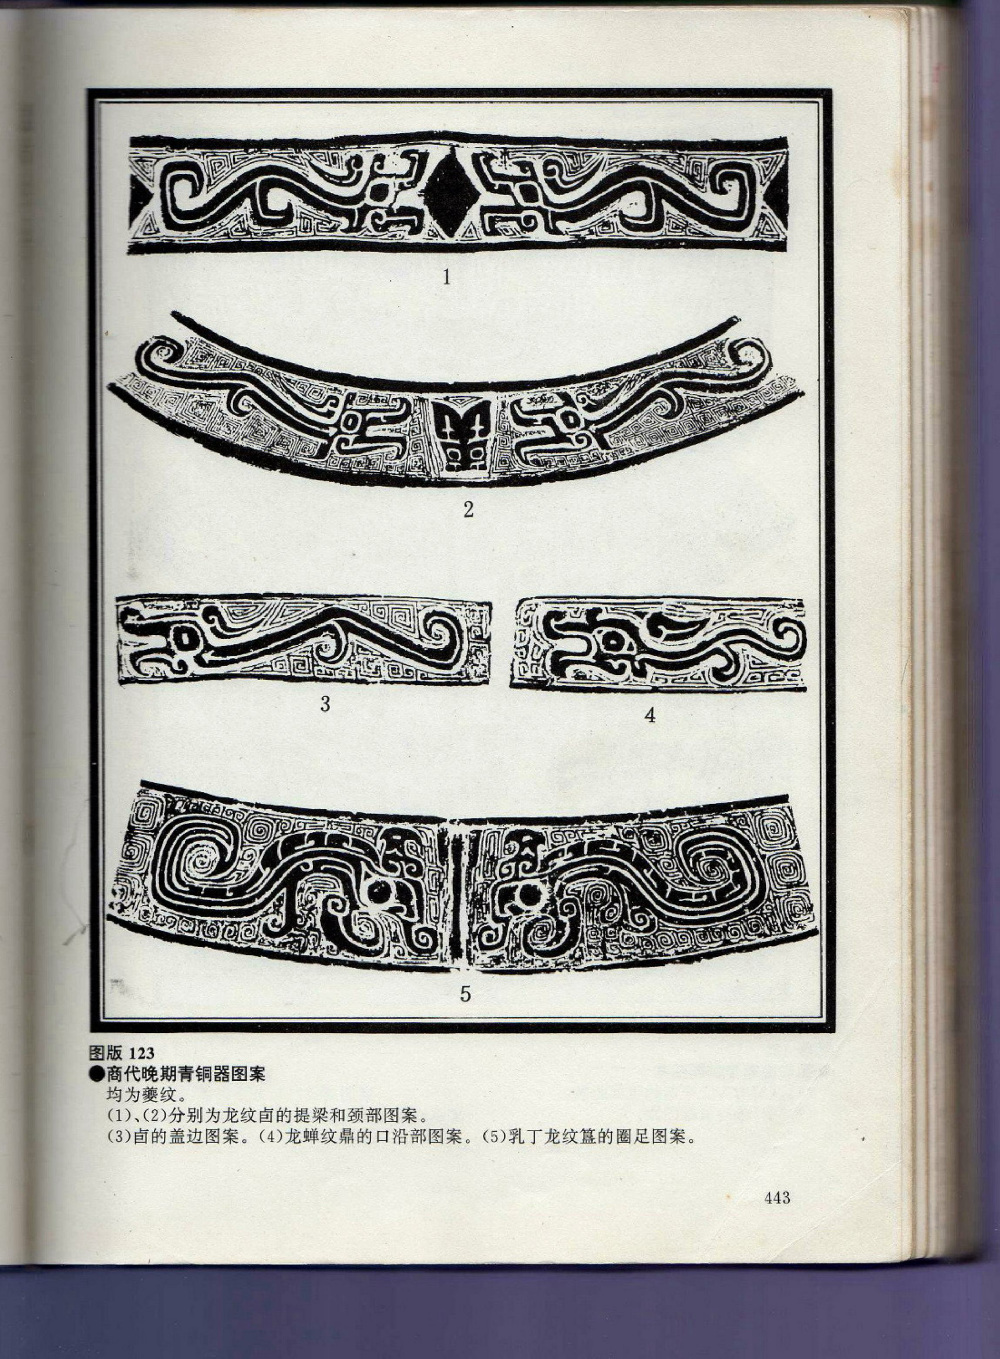 1
2
3
4
5
图版 123
●商代晚期青铜器图案
均为夔纹。
(1)、(2)分别为龙纹卣的提梁和颈部图案。
(3)卣的盖边图案。(4)龙蝉纹鼎的口沿部图案。(5)乳丁龙纹簋的圈足图案。
443